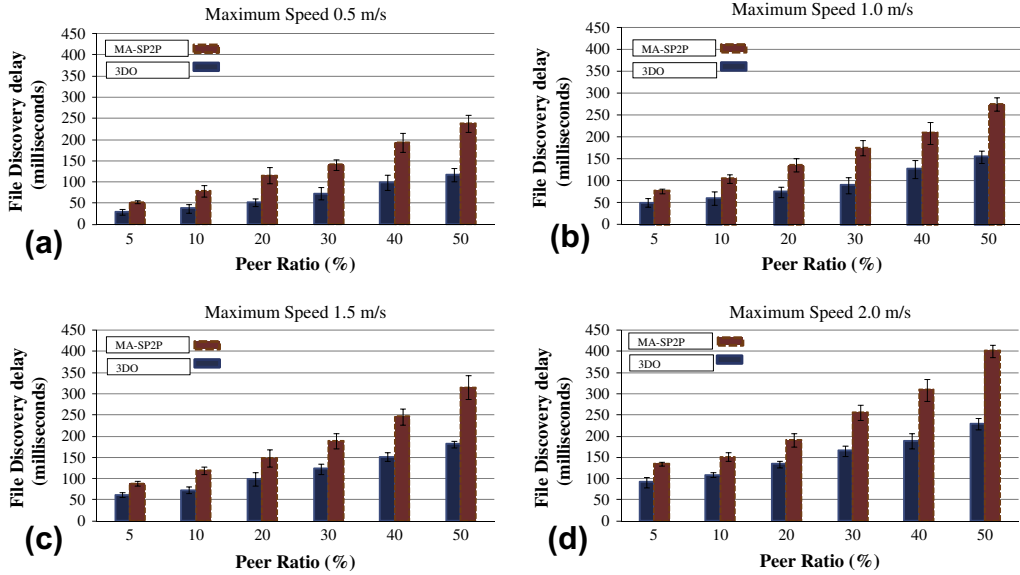 Maximum Speed 0.5 m/s
450
400
350
300
250
200
150
100
50
0
File Discovery delay
(milliseconds)
MA-SP2P
3DO
5 10 20 30 40 50
Peer Ratio (%)
(a)
Maximum Speed 1.0 m/s
450
400
350
300
250
200
150
100
50
0
File Discovery delay
(milliseconds)
MA-SP2P
3DO
5 10 20 30 40 50
Peer Ratio (%)
(b)
Maximum Speed 1.5 m/s
450
400
350
300
250
200
150
100
50
0
File Discovery delay
(milliseconds)
MA-SP2P
3DO
5 10 20 30 40 50
Peer Ratio (%)
(c)
Maximum Speed 2.0 m/s
450
400
350
300
250
200
150
100
50
0
File Discovery delay
(milliseconds)
MA-SP2P
3DO
5 10 20 30 40 50
Peer Ratio (%)
(d)